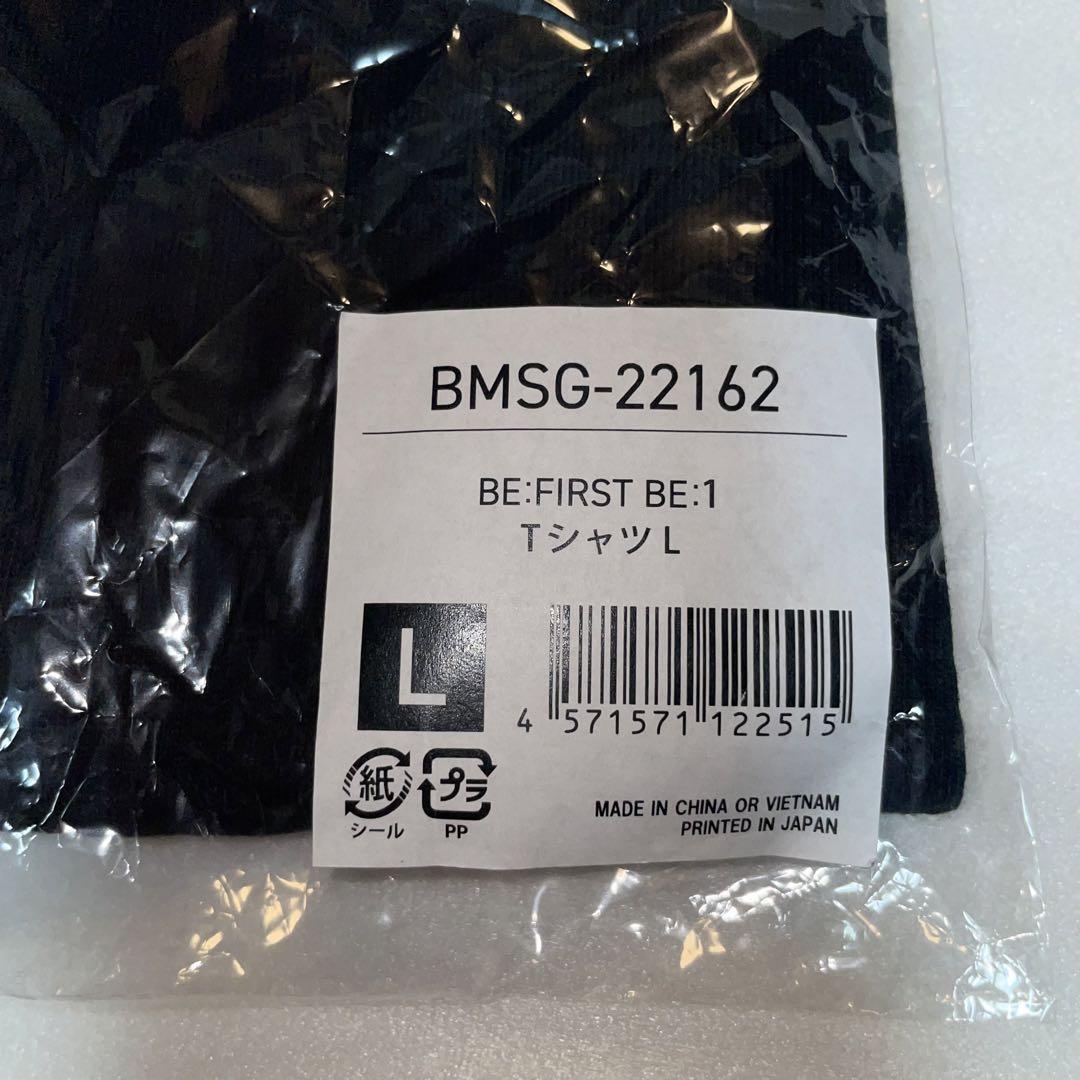 BMSG-22162
BE:FIRST BE:1
TシャツL
L
4 571571 122515
紙
シール
プラ
PP
MADE IN CHINA OR VIETNAM
PRINTED IN JAPAN